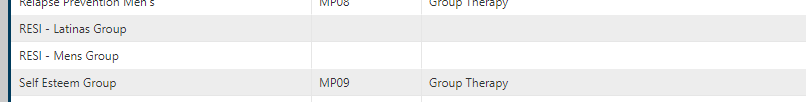 Relapse Prevention Men's MP08 Group Therapy
RESI - Latinas Group
RESI - Mens Group
Self Esteem Group MP09 Group Therapy